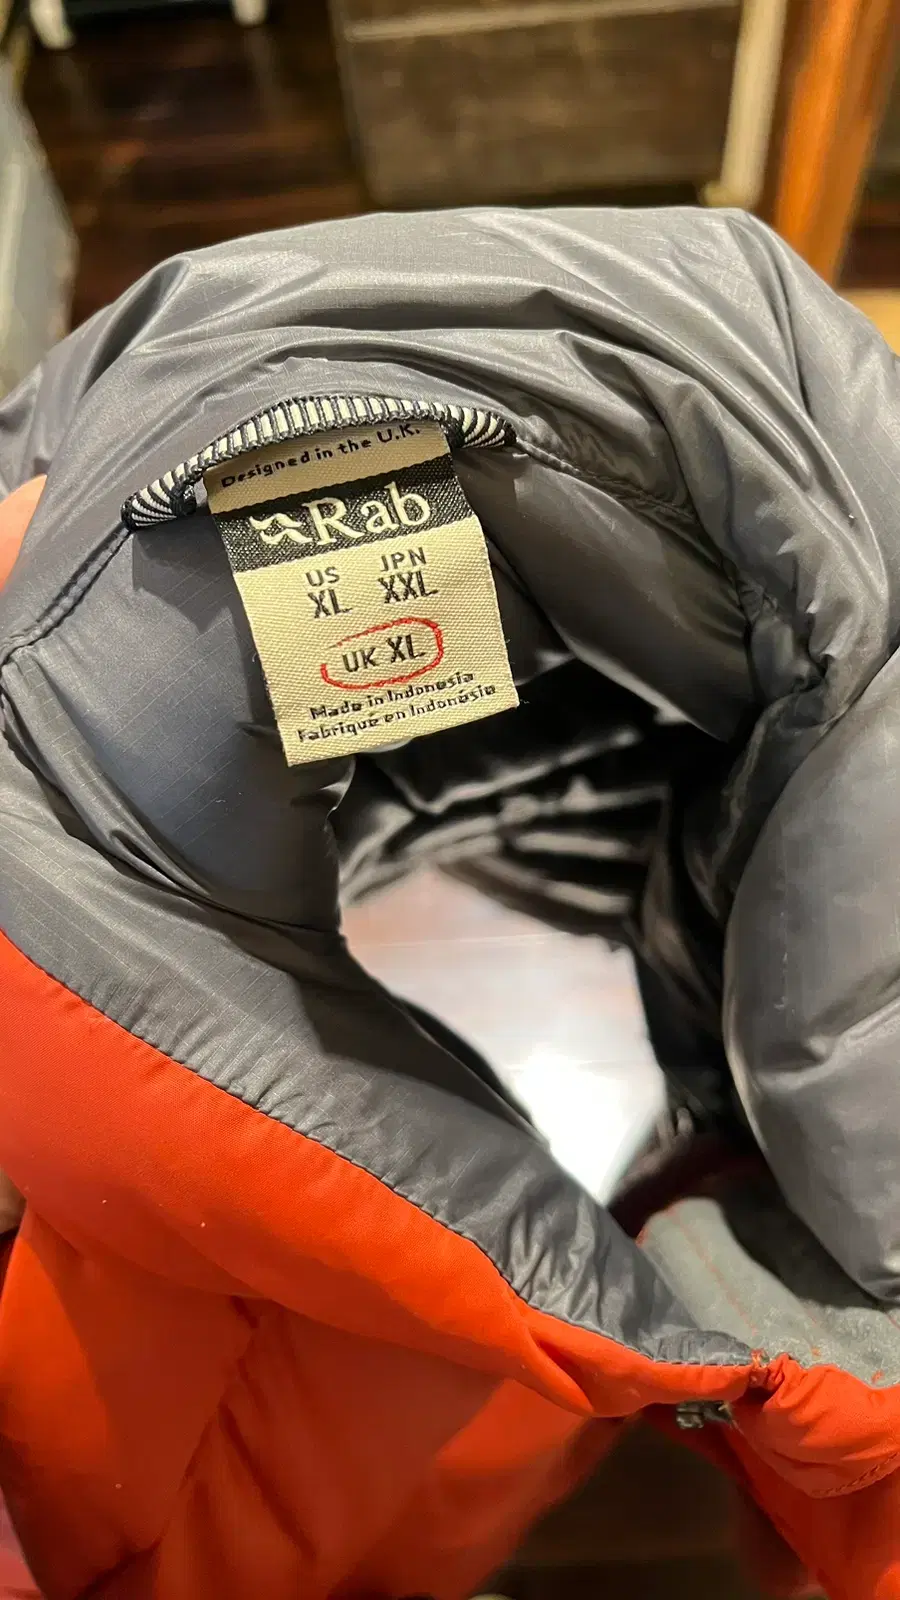 Designed in the U.K.
Rab
US JPN
XL XXL
UK XL
Made in Indonesia
Fabriqué en Indonésie